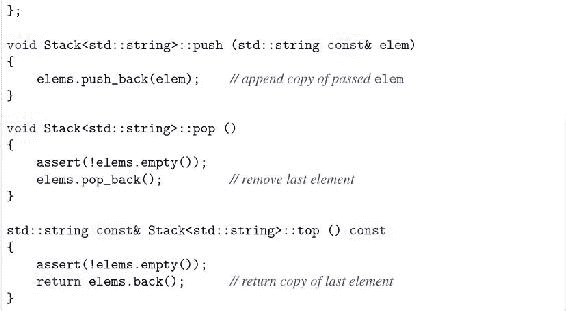 };
void Stack<std::string>::push (std::string const& elem)
{
elems.push_back(elem); // append copy of passed elem
}
void Stack<std::string>::pop ()
{
assert(!elems.empty());
elems.pop_back(); // remove last element
}
std::string const& Stack<std::string>::top () const
{
assert(!elems.empty());
return elems.back(); // return copy of last element
}